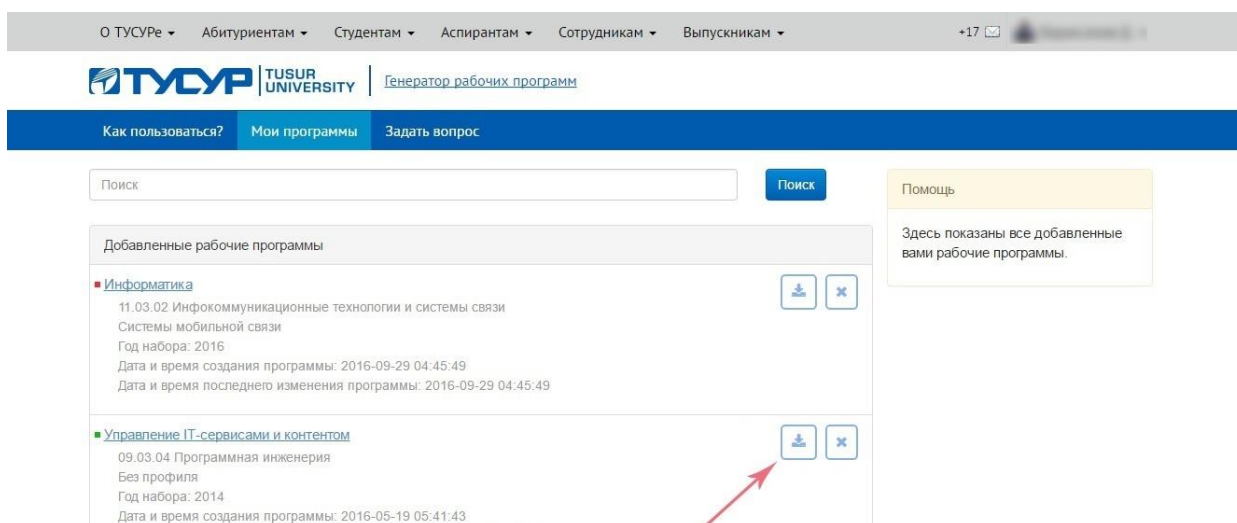 О ТУСУРе Абитуриентам Студентам Аспирантам Сотрудникам Выпускникам +17
ТУСУР TUSUR UNIVERSITY Генератор рабочих программ
Как пользоваться? Мои программы Задать вопрос
Поиск Поиск
Помощь
Здесь показаны все добавленные
вами рабочие программы.
Добавленные рабочие программы
Информатика
11.03.02 Инфокоммуникационные технологии и системы связи
Системы мобильной связи
Год набора: 2016
Дата и время создания программы: 2016-09-29 04:45:49
Дата и время последнего изменения программы: 2016-09-29 04:45:49
Управление IT-сервисами и контентом
09.03.04 Программная инженерия
Без профиля
Год набора: 2014
Дата и время создания программы: 2016-05-19 05:41:43